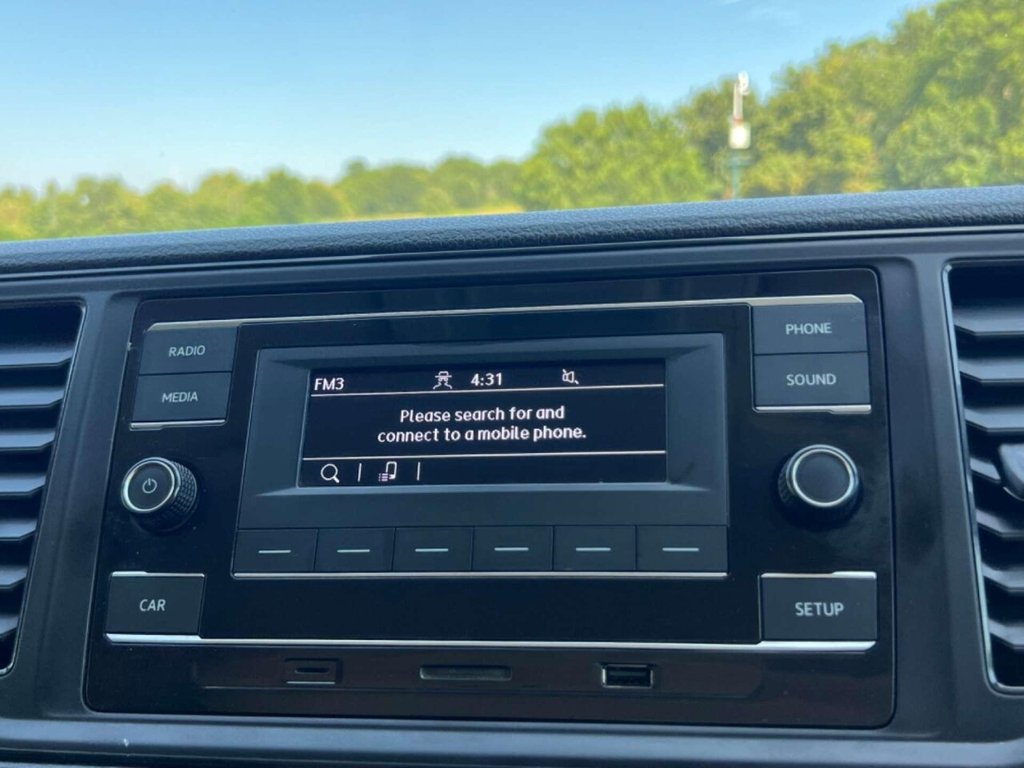 RADIO
MEDIA
PHONE
SOUND
FM3 4:31
Please search for and
connect to a mobile phone.
CAR
SETUP